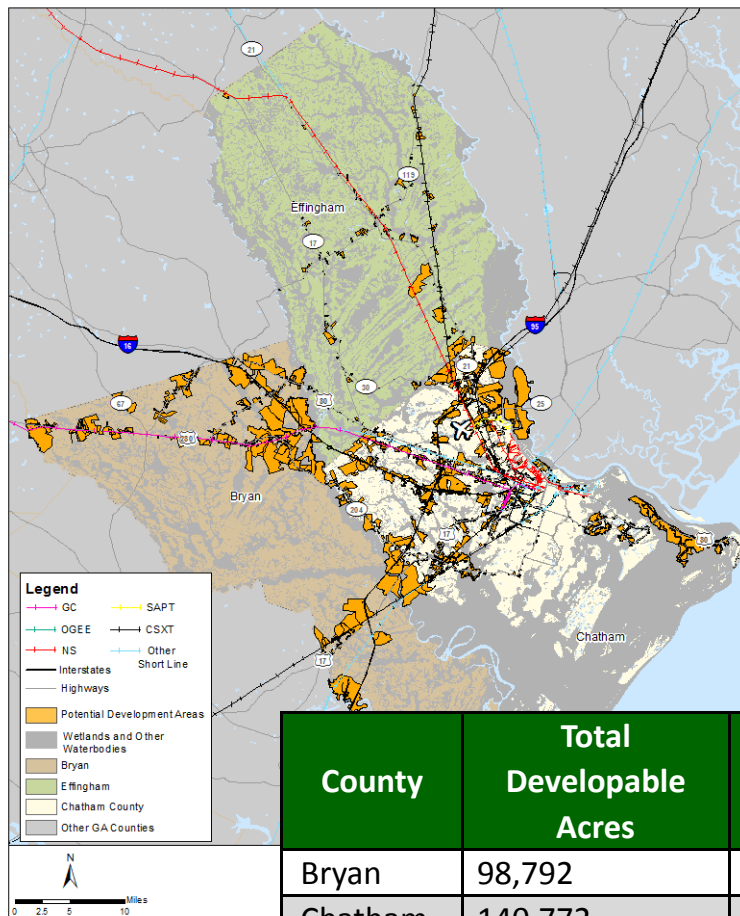 21
119
Effingham
17
95
16
21
30
80
67
25
280
Bryan
204
17
80
Chatham
17
Legend
GC SAPT
OGEE CSXT
NS Other
Short Line
Interstates
Highways
Potential Development Areas
Wetlands and Other
Waterbodies
Bryan
Effingham
Chatham County
Other GA Counties
N
Miles
0 2.5 5 10
County Total
Developable
Acres
Bryan 98,792